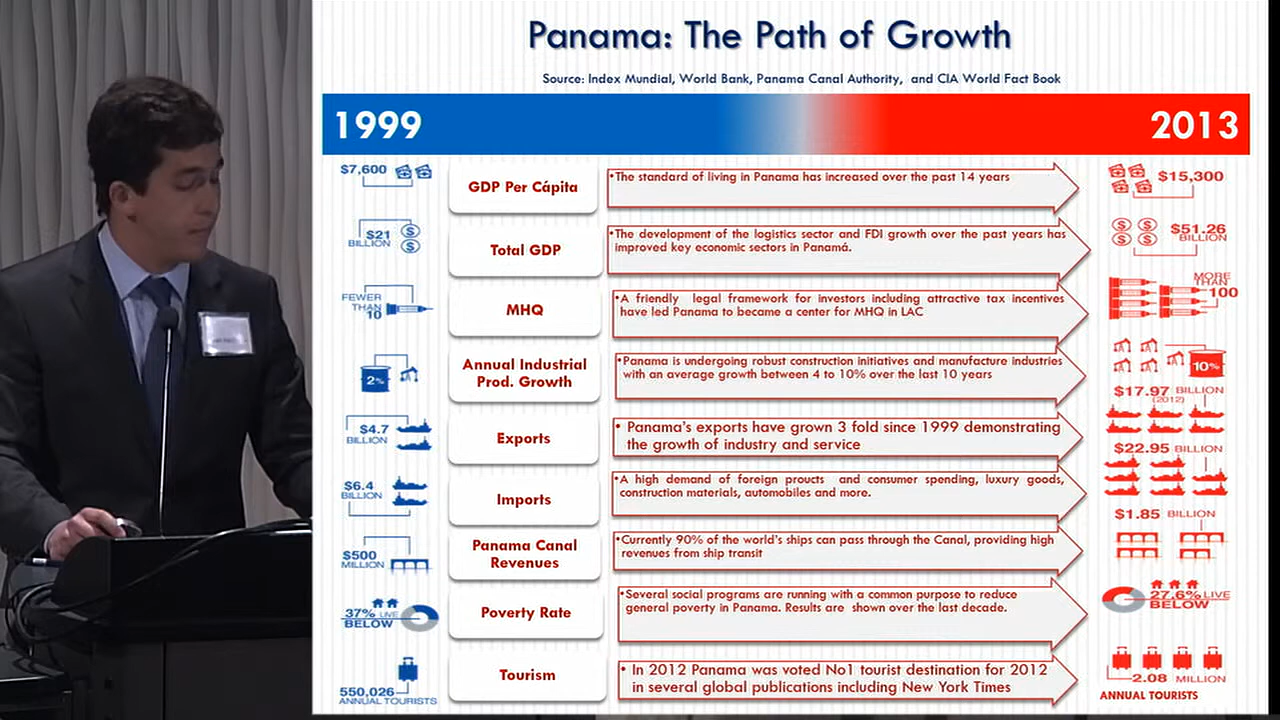 Panama: The Path of Growth
Source: Index Mundial, World Bank, Panama Canal Authority, and CIA World Fact Book
1999
2013
$7,600
GDP Per Cápita
•The standard of living in Panama has increased over the past 14 years
$15,300
$21
BILLION
Total GDP
•The development of the logistics sector and FDI growth over the past years has
improved key economic sectors in Panamá.
$51.26
BILLION
FEWER
THAN
10
MHQ
•A friendly legal framework for investors including attractive tax incentives
have led Panama to became a center for MHQ in LAC
MORE
THAN
100
2%
Annual Industrial
Prod. Growth
•Panama is undergoing robust construction initiatives and manufacture industries
with an average growth between 4 to 10% over the last 10 years
10%
$4.7
BILLION
Exports
• Panama's exports have grown 3 fold since 1999 demonstrating
the growth of industry and service
$17.97 BILLION
(2012)
$6.4
BILLION
Imports
•A high demand of foreign proucts and consumer spending, luxury goods,
construction materials, automobiles and more.
$22.95 BILLION
$500
MILLION
Panama Canal
Revenues
•Currently 90% of the world's ships can pass through the Canal, providing high
revenues from ship transit
$1.85 BILLION
37% LIVE
BELOW
Poverty Rate
•Several social programs are running with a common purpose to reduce
general poverty in Panama. Results are shown over the last decade.
27.6% LIVE
BELOW
550,026
ANNUAL TOURISTS
Tourism
• In 2012 Panama was voted No1 tourist destination for 2012
in several global publications including New York Times
2.08 MILLION
ANNUAL TOURISTS